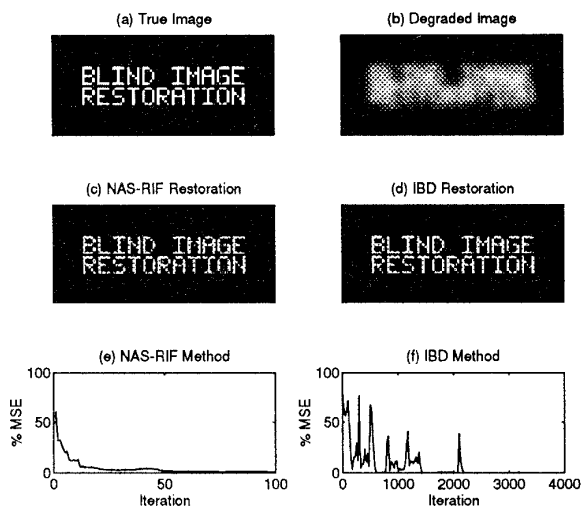 (a) True Image
BLIND IMAGE
RESTORATION
(b) Degraded Image
(c) NAS-RIF Restoration
BLIND IMAGE
RESTORATION
(d) IBD Restoration
BLIND IMAGE
RESTORATION
(e) NAS-RIF Method
% MSE
100
50
0
0
50
100
Iteration
(f) IBD Method
% MSE
100
50
0
0
1000
2000
3000
4000
Iteration